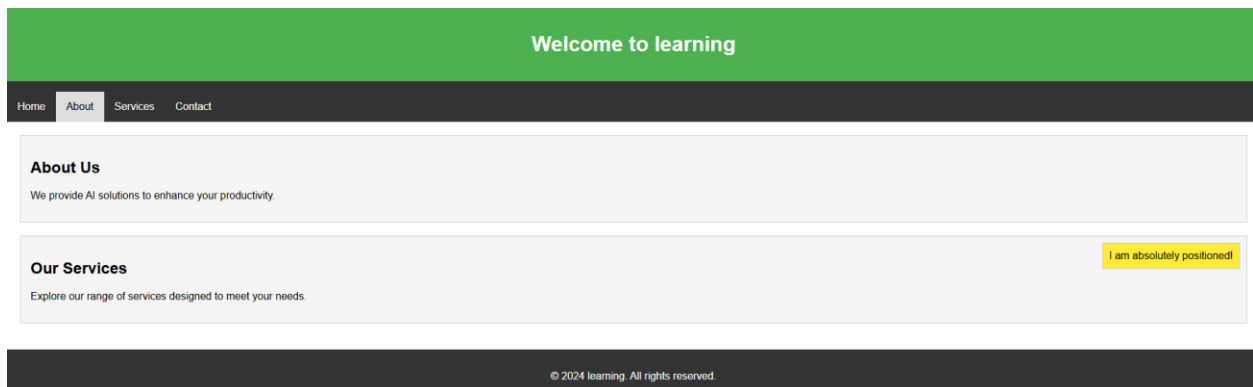 Welcome to learning
Home About Services Contact
About Us
We provide AI solutions to enhance your productivity.
I am absolutely positioned!
Our Services
Explore our range of services designed to meet your needs.
© 2024 learning. All rights reserved.